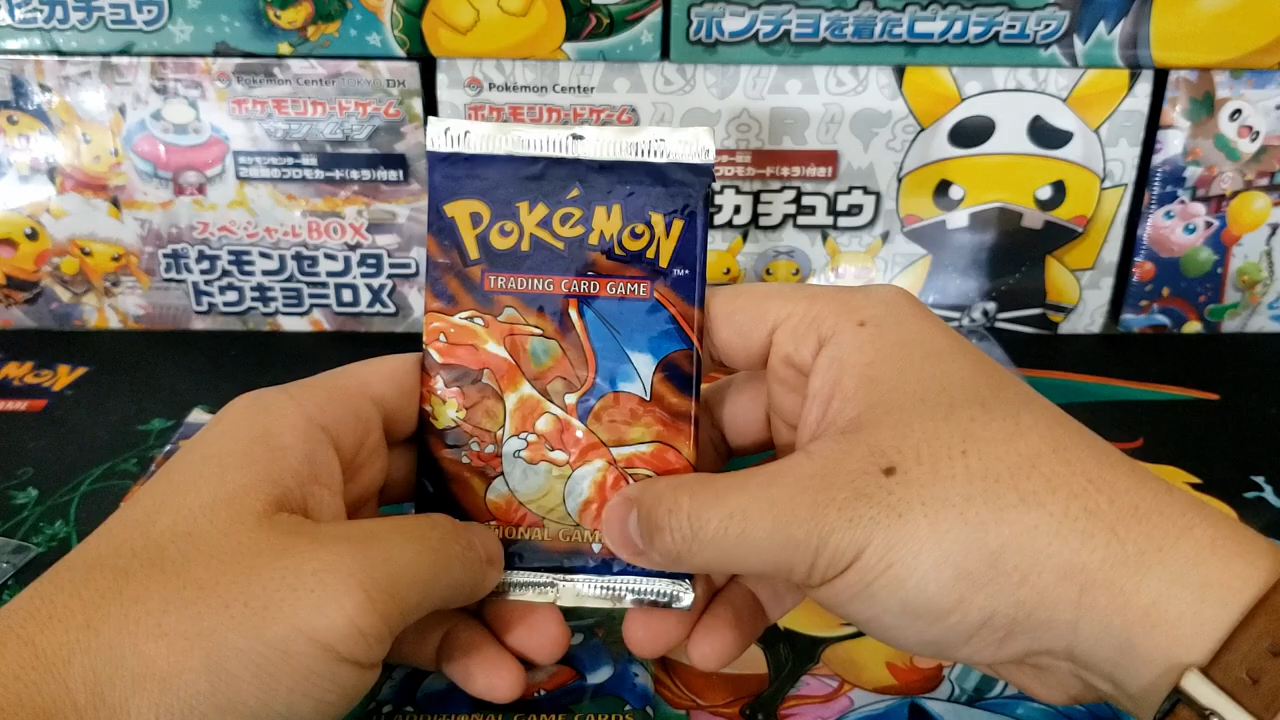 ピカチュウ
ポンチョを着たピカチュウ
Pokémon Center TOKYO DX
ポケモンカードゲーム
サン&ムーン
ポケモンセンター限定
2種類のプロモカード(キラ)付き!
スペシャルBOX
ポケモンセンター
トウキョーDX
Pokémon Center
ポケモンカードゲーム
プロモカード(キラ)付き!
カチュウ
POKéMON
TM*
TRADING CARD GAME
TIONAL GAM
MON
GAME
ADDITIONAL GAME CARDS